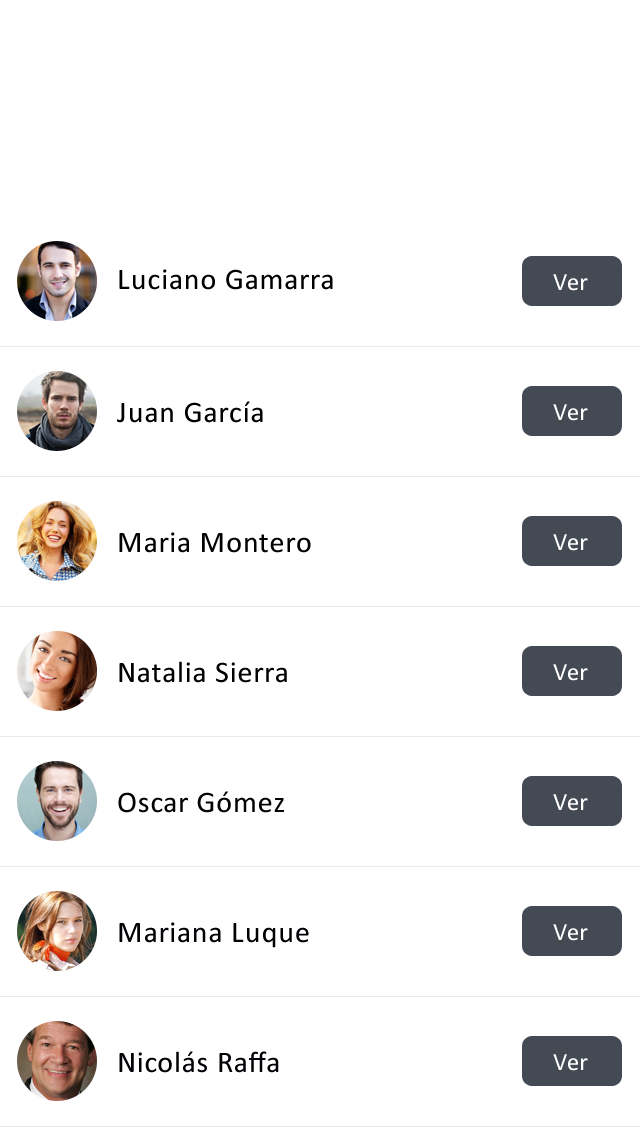 Luciano Gamarra Ver
Juan García Ver
Maria Montero Ver
Natalia Sierra Ver
Oscar Gómez Ver
Mariana Luque Ver
Nicolás Raffa Ver